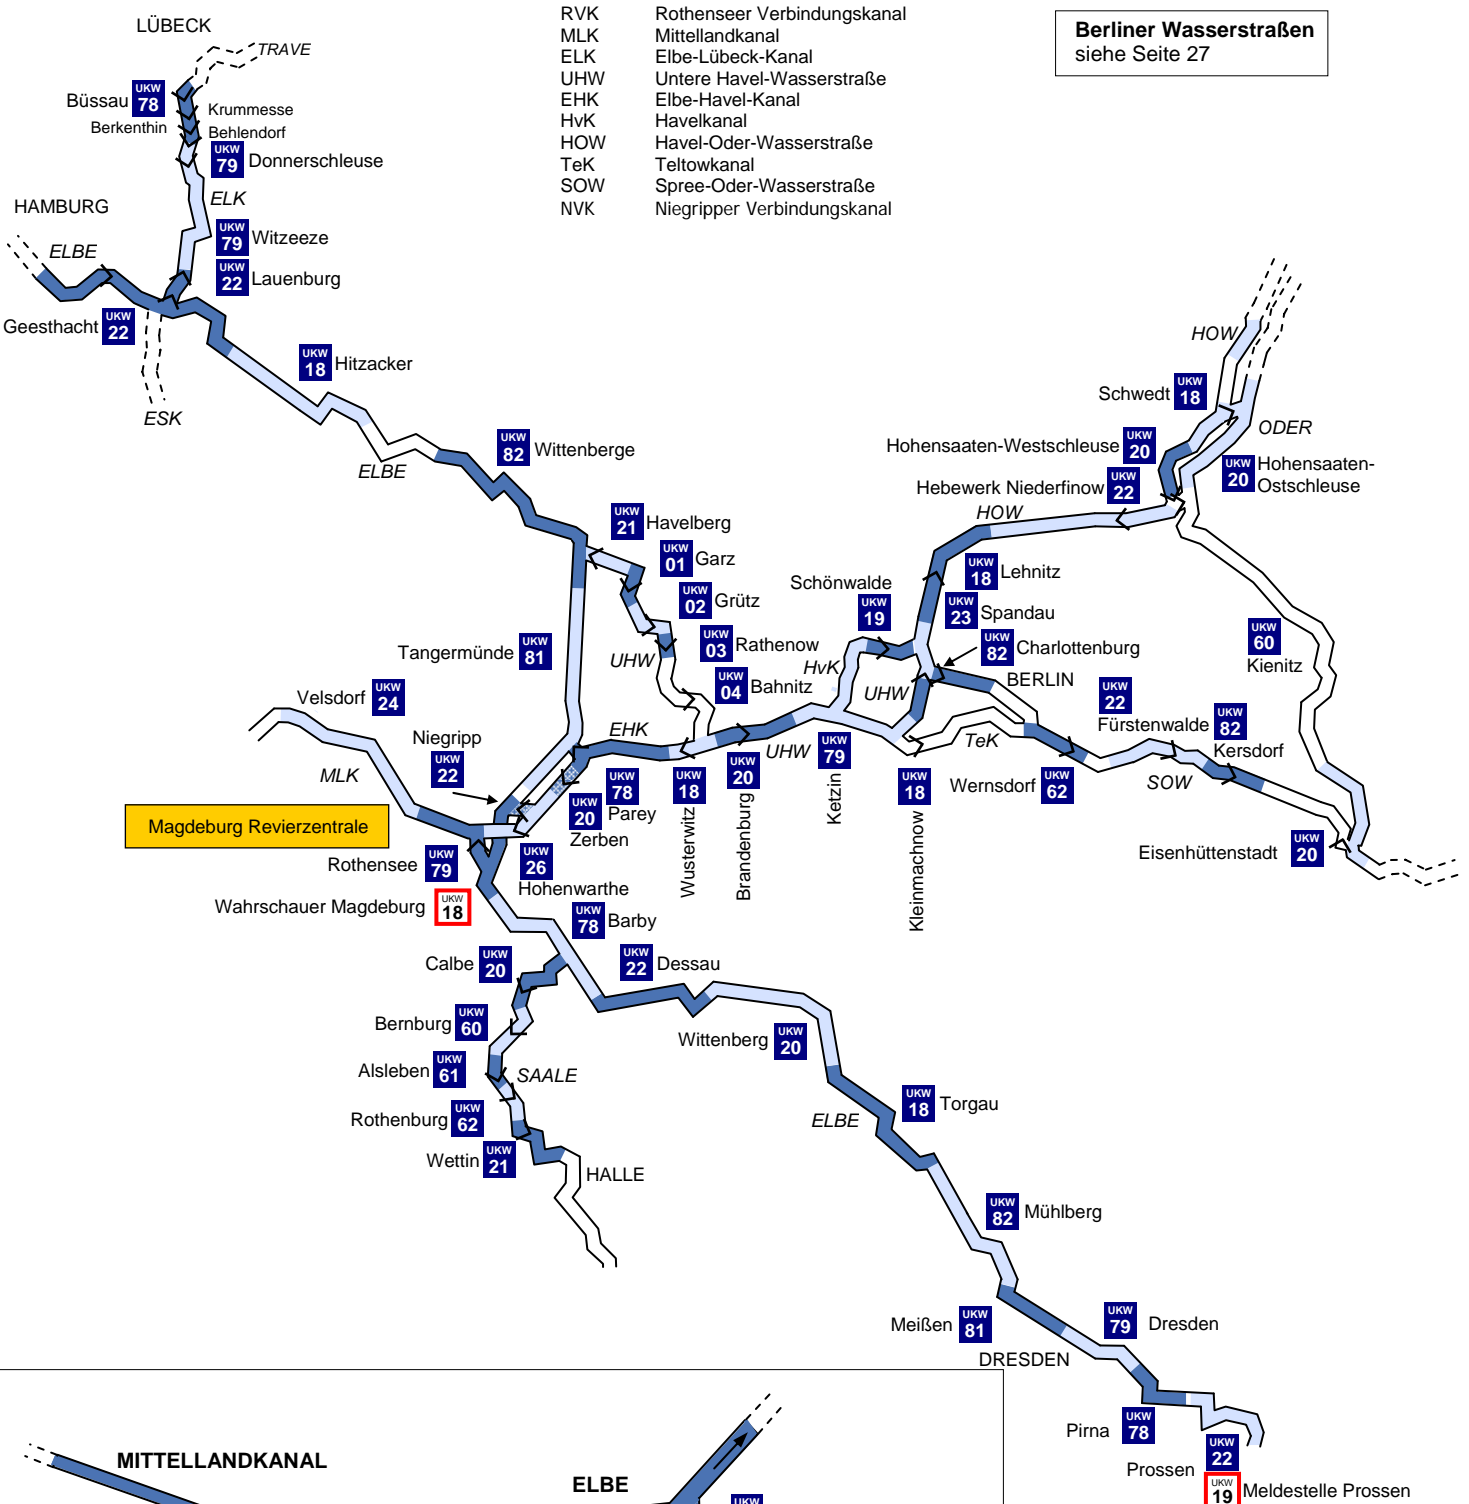 RVK Rothenseer Verbindungskanal
MLK Mittellandkanal
ELK Elbe-Lübeck-Kanal
UHW Untere Havel-Wasserstraße
EHK Elbe-Havel-Kanal
HvK Havelkanal
HOW Havel-Oder-Wasserstraße
TeK Teltowkanal
SOW Spree-Oder-Wasserstraße
NVK Niegripper Verbindungskanal
Berliner Wasserstraßen
siehe Seite 27
LÜBECK
TRAVE
Büssau UKW 78
Krummesse
Berkenthin
Behlendorf
UKW 79 Donnerschleuse
ELK
HAMBURG
ELBE
UKW 79 Witzeeze
UKW 22 Lauenburg
Geesthacht UKW 22
ESK
UKW 18 Hitzacker
ELBE
UKW 82 Wittenberge
HOW
Schwedt UKW 18
ODER
Hohensaaten-Westschleuse UKW 20
UKW 20 Hohensaaten-
Ostschleuse
Hebewerk Niederfinow UKW 22
HOW
UKW 21 Havelberg
UKW 01 Garz
UKW 02 Grütz
UKW 03 Rathenow
UKW 04 Bahnitz
UHW
Schönwalde
UKW 19
UKW 18 Lehnitz
UKW 23 Spandau
UKW 82 Charlottenburg
BERLIN
HvK
UHW
UKW 60
Kienitz
Tangermünde UKW 81
Velsdorf UKW 24
Niegripp
UKW 22
MLK
EHK
UHW
TeK
UKW 22
Fürstenwalde
UKW 82
Kersdorf
SOW
Wernsdorf UKW 62
Eisenhüttenstadt UKW 20
UKW 78
Parey
UKW 20
Zerben
UKW 18
Wusterwitz
UKW 20
Brandenburg
UKW 79
Ketzin
UKW 18
Kleinmachnow
Magdeburg Revierzentrale
Rothensee UKW 79
UKW 26
Hohenwarthe
Wahrschauer Magdeburg UKW 18
UKW 78 Barby
Calbe UKW 20
UKW 22 Dessau
Bernburg UKW 60
Wittenberg UKW 20
Alsleben UKW 61
SAALE
Rothenburg UKW 62
Wettin UKW 21
HALLE
ELBE
UKW 18 Torgau
UKW 82 Mühlberg
Meißen UKW 81
UKW 79 Dresden
DRESDEN
Pirna UKW 78
Prossen UKW 22
UKW 19 Meldestelle Prossen
MITTELLANDKANAL
ELBE
UKW